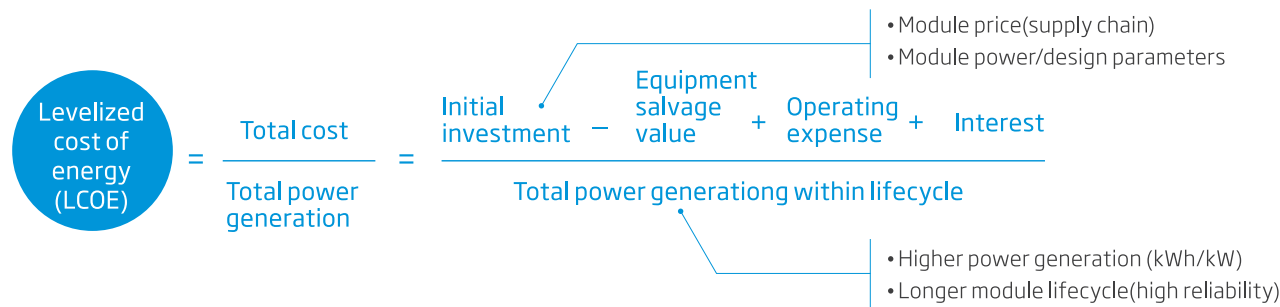 • Module price(supply chain)
• Module power/design parameters
Levelized
cost of
energy
(LCOE)
=
Total cost
Total power
generation
=
Initial
investment
–
Equipment
salvage
value
+
Operating
expense
+
Interest
Total power generationg within lifecycle
• Higher power generation (kWh/kW)
• Longer module lifecycle(high reliability)